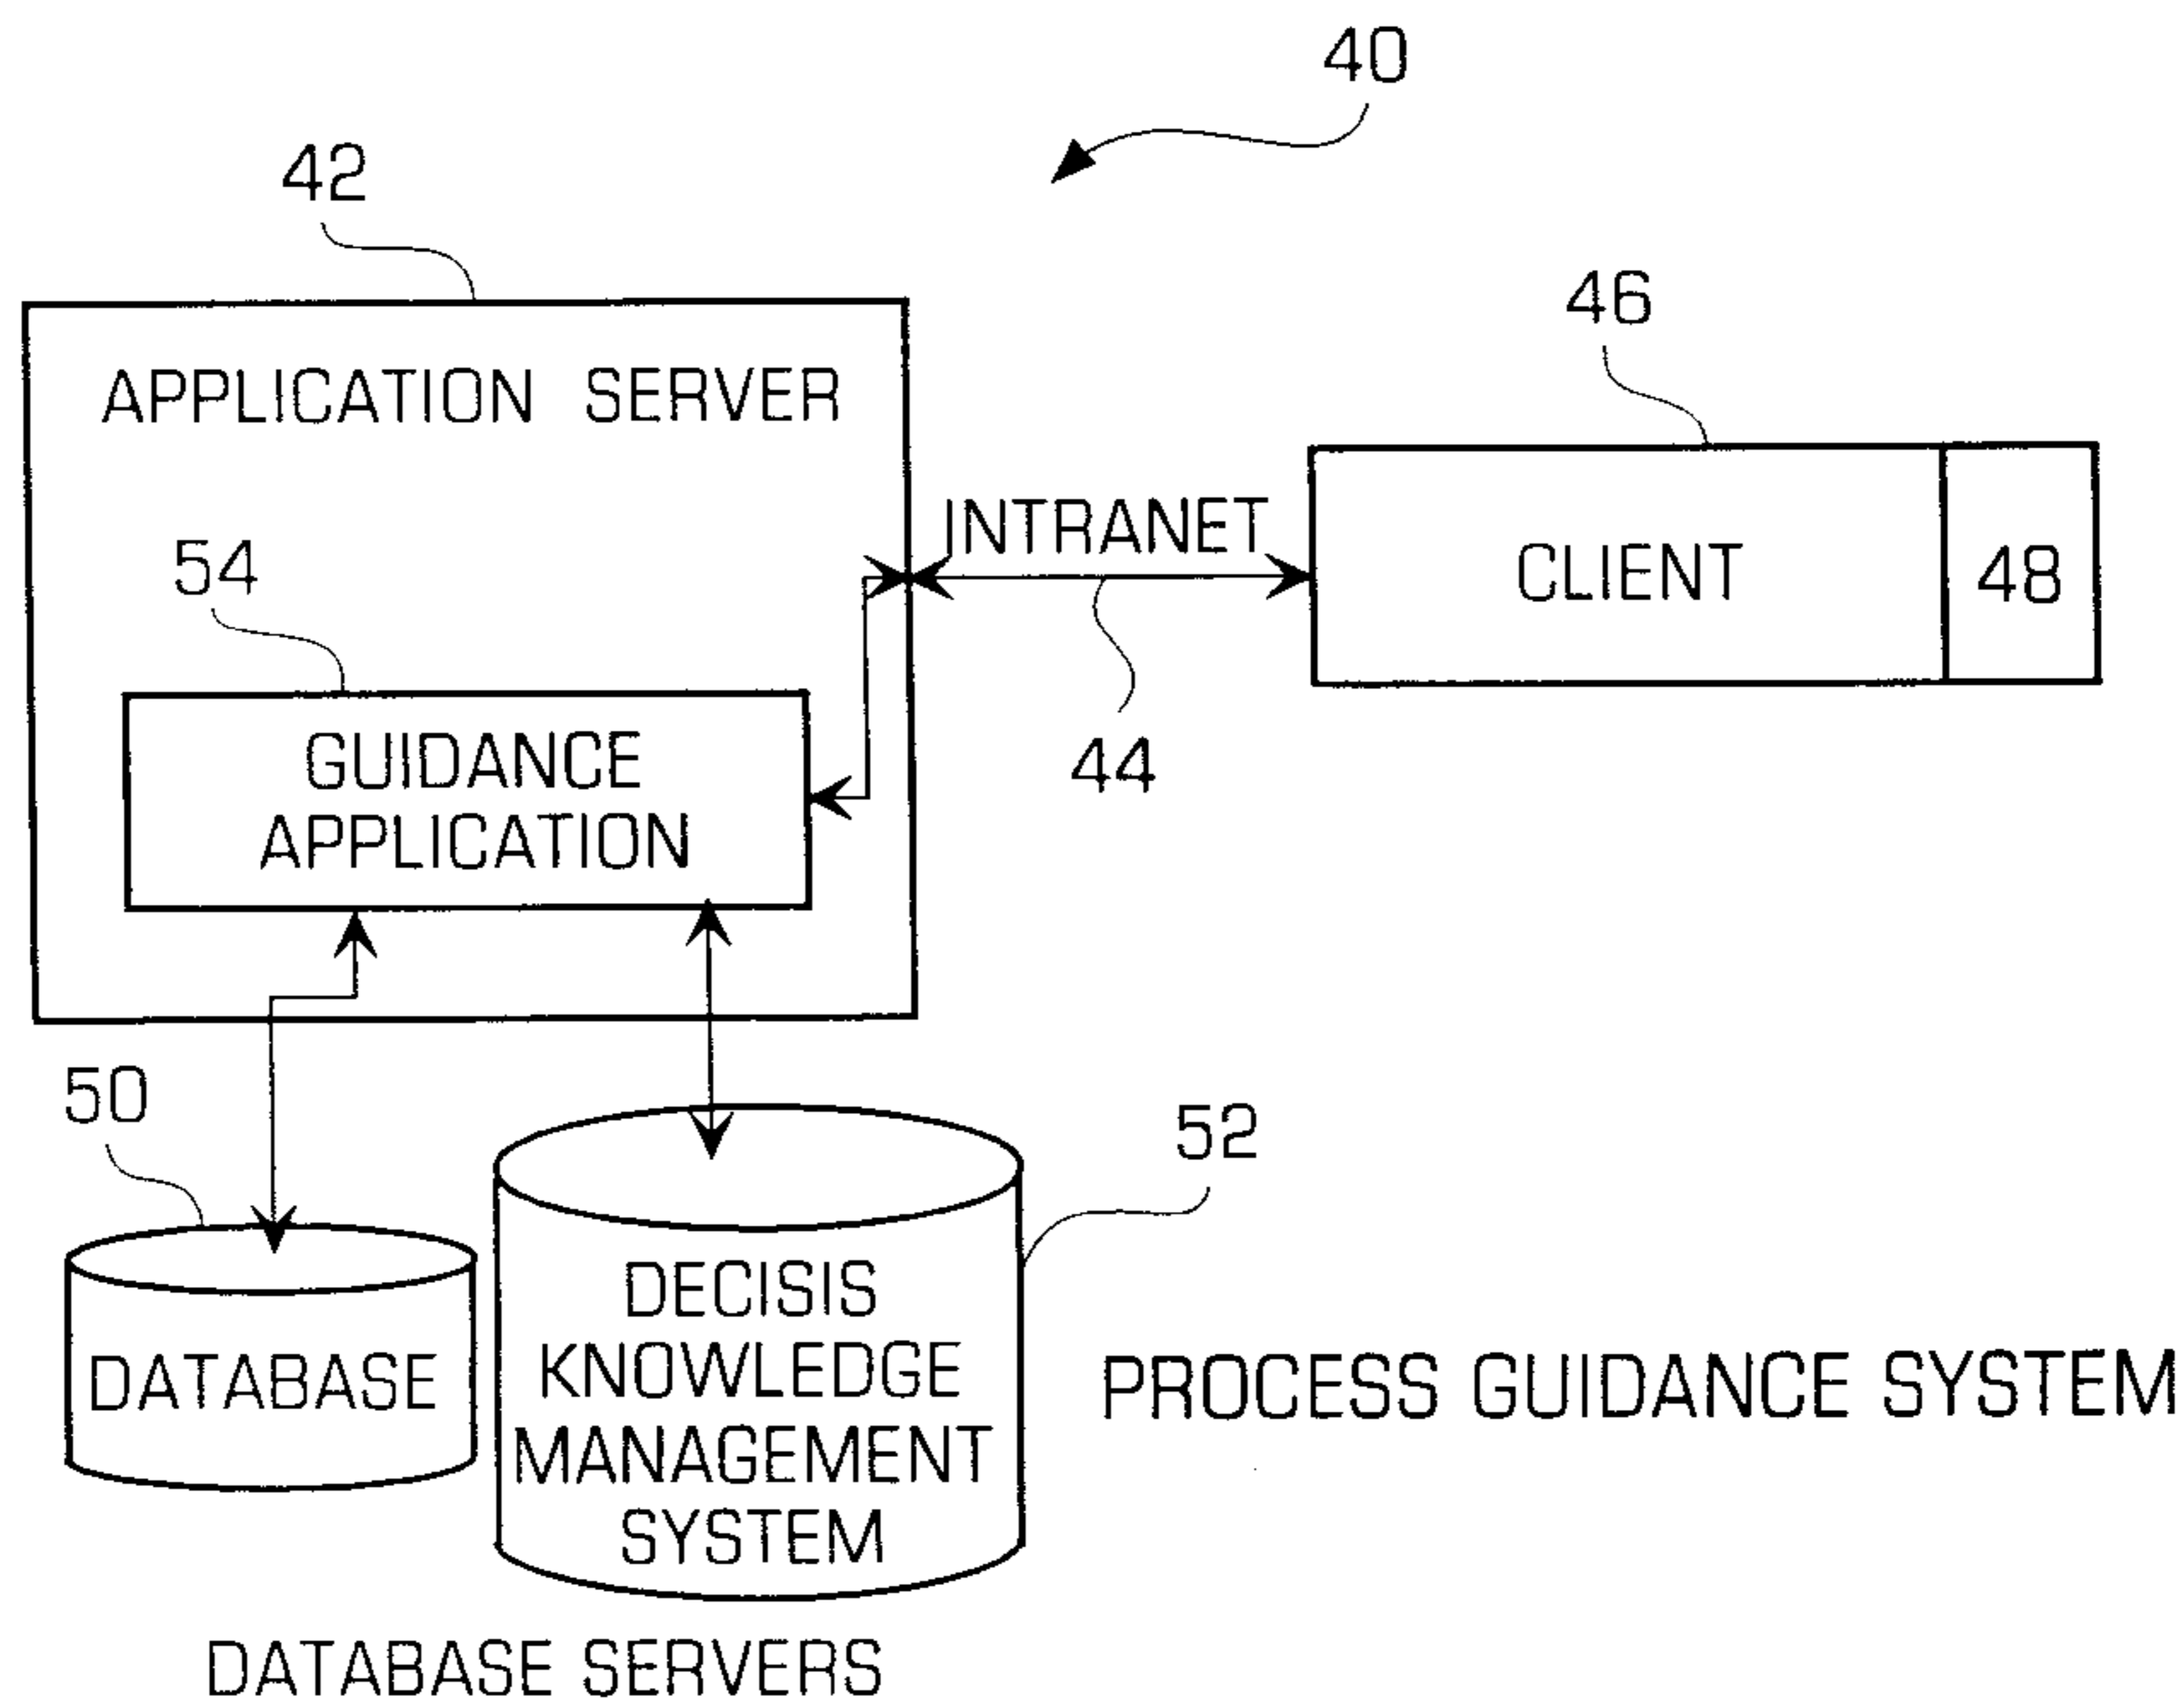 40
42
APPLICATION SERVER
46
INTRANET
CLIENT
48
54
44
GUIDANCE
APPLICATION
50
52
DATABASE
DECISIS
KNOWLEDGE
MANAGEMENT
SYSTEM
PROCESS GUIDANCE SYSTEM
DATABASE SERVERS